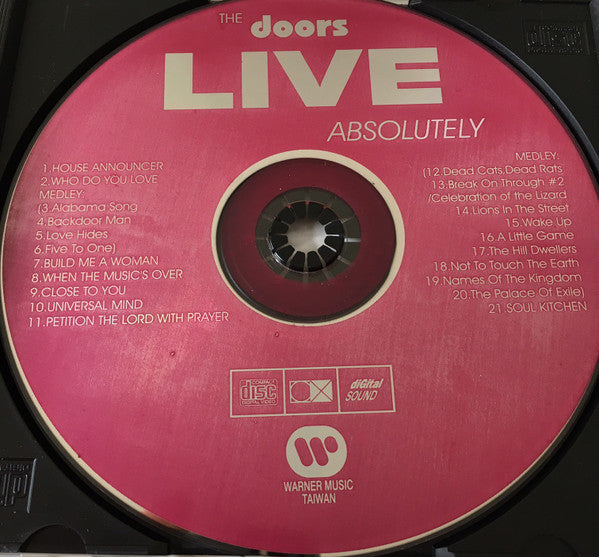 THE doors
LIVE
ABSOLUTELY
1.HOUSE ANNOUNCER
2.WHO DO YOU LOVE
MEDLEY:
(3.Alabama Song
4.Backdoor Man
5.Love Hides
6.Five To One)
7.BUILD ME A WOMAN
8.WHEN THE MUSIC'S OVER
9.CLOSE TO YOU
10.UNIVERSAL MIND
11.PETITION THE LORD WITH PRAYER
MEDLEY:
(12.Dead Cats,Dead Rats
13.Break On Through #2
/Celebration of the Lizard
14.Lions In The Street
15.Wake Up
16.A Little Game
17.The Hill Dwellers
18.Not To Touch The Earth
19.Names Of The Kingdom
20.The Palace Of Exile)
21.SOUL KITCHEN
COMPACT
disc
DIGITAL VIDEO
diGital
SOUND
WARNER MUSIC
TAIWAN